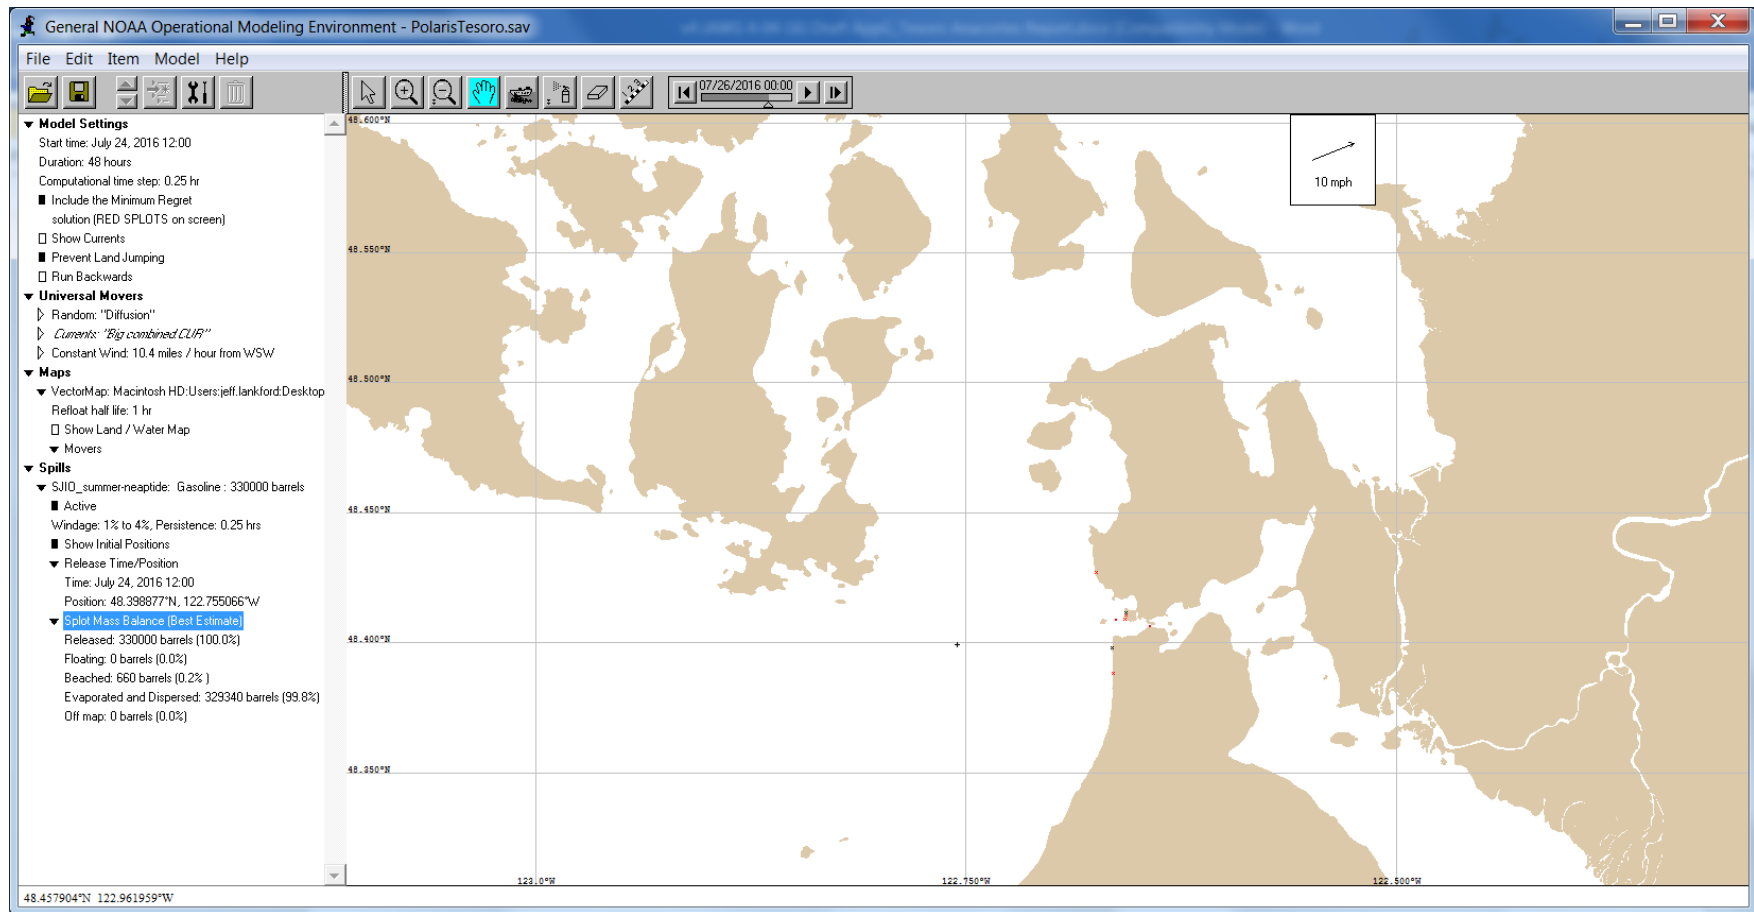 General NOAA Operational Modeling Environment - PolarisTesoro.sav
File Edit Item Model Help
07/26/2016 00:00
▼ Model Settings
Start time: July 24, 2016 12:00
Duration: 48 hours
Computational time step: 0.25 hr
Include the Minimum Regret
solution (RED SPLOTS on screen)
Show Currents
Prevent Land Jumping
Run Backwards
Universal Movers
Random: "Diffusion"
Currents: "Big combined.CUR"
Constant Wind: 10.4 miles / hour from WSW
Maps
VectorMap: Macintosh HD:Users:jeff.lankford:Desktop
Refloat half life: 1 hr
Show Land / Water Map
Movers
Spills
SJIO_summer-neaptide: Gasoline : 330000 barrels
Active
Windage: 1% to 4%, Persistence: 0.25 hrs
Show Initial Positions
Release Time/Position
Time: July 24, 2016 12:00
Position: 48.398877°N, 122.755066°W
Splot Mass Balance (Best Estimate)
Released: 330000 barrels (100.0%)
Floating: 0 barrels (0.0%)
Beached: 660 barrels (0.2% )
Evaporated and Dispersed: 329340 barrels (99.8%)
Off map: 0 barrels (0.0%)
48.600°N
48.550°N
48.500°N
48.450°N
48.400°N
48.350°N
10 mph
123.0°W
122.750°W
122.500°W
48.457904°N 122.961959°W